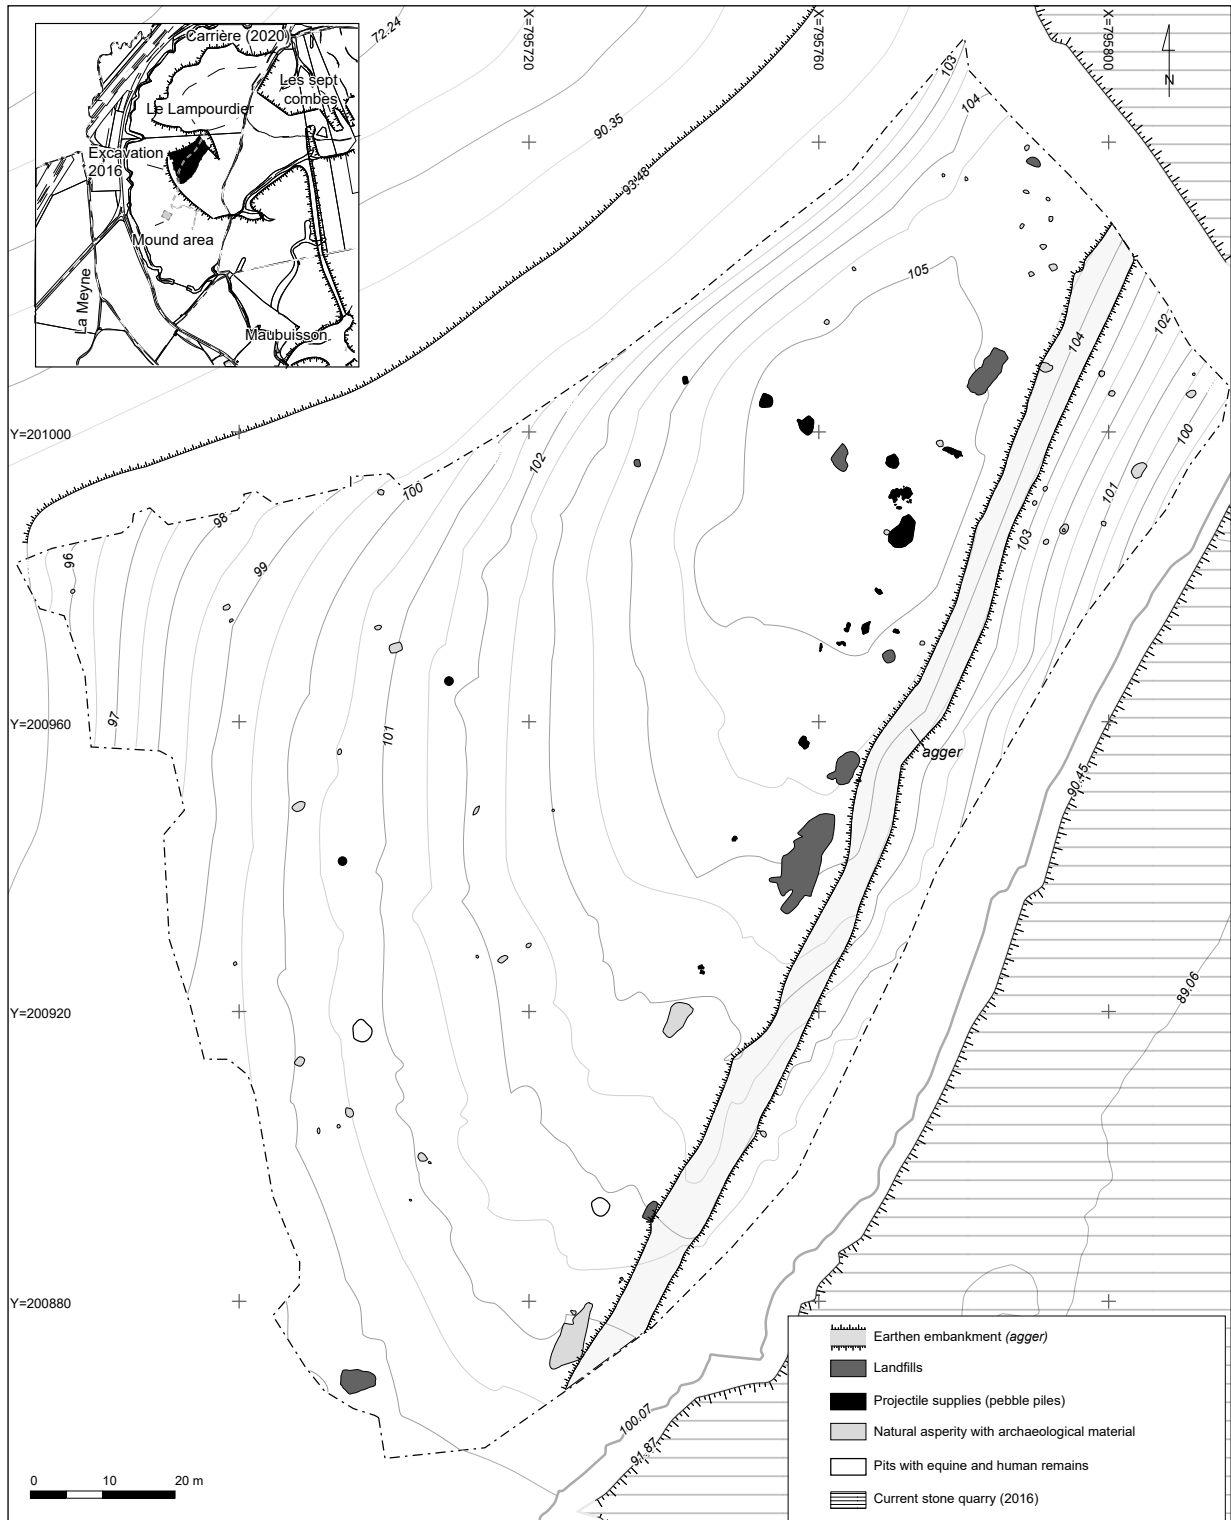 Carrière (2020)
Les sept
combes
Le Lampourdier
Excavation
2016
Mound area
La Meyne
Maubuisson
72.24
90.35
93.48
X=795720
X=795760
X=795800
N
103
104
105
102
104
100
101
103
Y=201000
102
100
98
99
96
97
101
Y=200960
agger
90.45
89.06
Y=200920
Y=200880
100.07
91.87
0 10 20 m
Earthen embankment (agger)
Landfills
Projectile supplies (pebble piles)
Natural asperity with archaeological material
Pits with equine and human remains
Current stone quarry (2016)